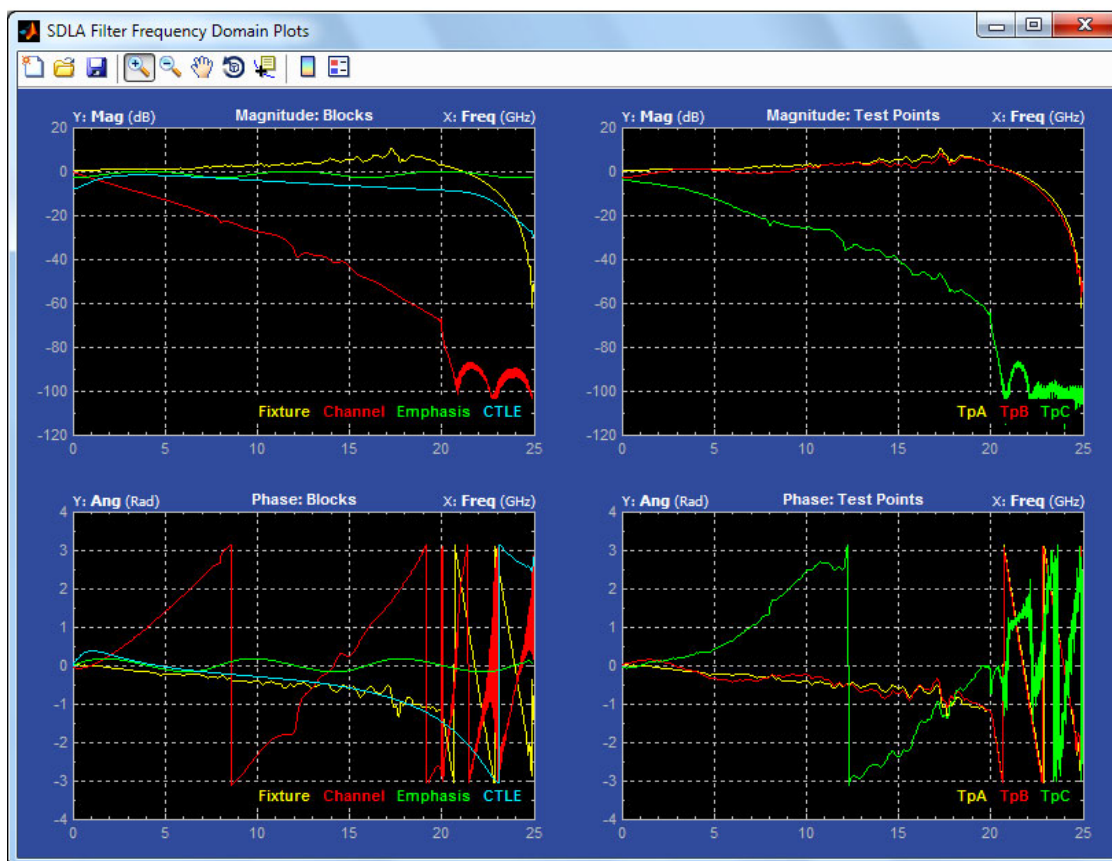 SDLA Filter Frequency Domain Plots
Y: Mag (dB) Magnitude: Blocks X: Freq (GHz)
20
0
-20
-40
-60
-80
-100
-120
Fixture Channel Emphasis CTLE
0 5 10 15 20 25
Y: Mag (dB) Magnitude: Test Points X: Freq (GHz)
20
0
-20
-40
-60
-80
-100
-120
TpA TpB TpC
0 5 10 15 20 25
Y: Ang (Rad) Phase: Blocks X: Freq (GHz)
4
3
2
1
0
-1
-2
-3
-4
Fixture Channel Emphasis CTLE
0 5 10 15 20 25
Y: Ang (Rad) Phase: Test Points X: Freq (GHz)
4
3
2
1
0
-1
-2
-3
-4
TpA TpB TpC
0 5 10 15 20 25